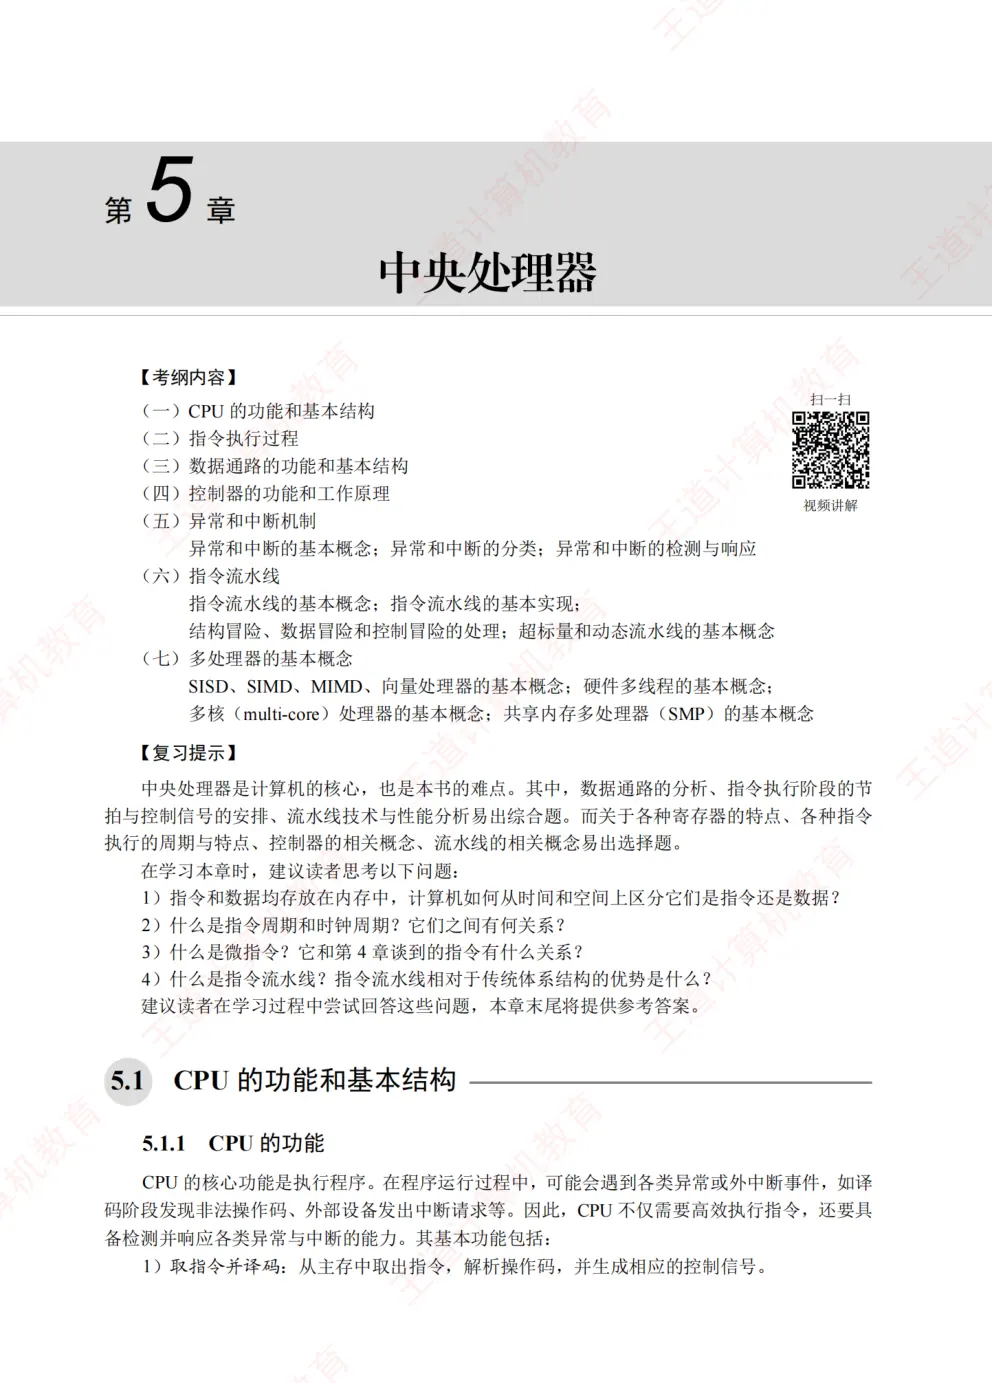 第5章
中央处理器
【考纲内容】
（一）CPU 的功能和基本结构
（二）指令执行过程
（三）数据通路的功能和基本结构
（四）控制器的功能和工作原理
（五）异常和中断机制
异常和中断的基本概念；异常和中断的分类；异常和中断的检测与响应
（六）指令流水线
指令流水线的基本概念；指令流水线的基本实现；
结构冒险、数据冒险和控制冒险的处理；超标量和动态流水线的基本概念
（七）多处理器的基本概念
SISD、SIMD、MIMD、向量处理器的基本概念；硬件多线程的基本概念；
多核（multi-core）处理器的基本概念；共享内存多处理器（SMP）的基本概念
扫一扫
视频讲解
【复习提示】
中央处理器是计算机的核心，也是本书的难点。其中，数据通路的分析、指令执行阶段的节
拍与控制信号的安排、流水线技术与性能分析易出综合题。而关于各种寄存器的特点、各种指令
执行的周期与特点、控制器的相关概念、流水线的相关概念易出选择题。
在学习本章时，建议读者思考以下问题：
1）指令和数据均存放在内存中，计算机如何从时间和空间上区分它们是指令还是数据？
2）什么是指令周期和时钟周期？它们之间有何关系？
3）什么是微指令？它和第 4 章谈到的指令有什么关系？
4）什么是指令流水线？指令流水线相对于传统体系结构的优势是什么？
建议读者在学习过程中尝试回答这些问题，本章末尾将提供参考答案。
5.1 CPU 的功能和基本结构
5.1.1 CPU 的功能
CPU 的核心功能是执行程序。在程序运行过程中，可能会遇到各类异常或外中断事件，如译
码阶段发现非法操作码、外部设备发出中断请求等。因此，CPU 不仅需要高效执行指令，还要具
备检测并响应各类异常与中断的能力。其基本功能包括：
1）取指令并译码：从主存中取出指令，解析操作码，并生成相应的控制信号。
王道计算机教育